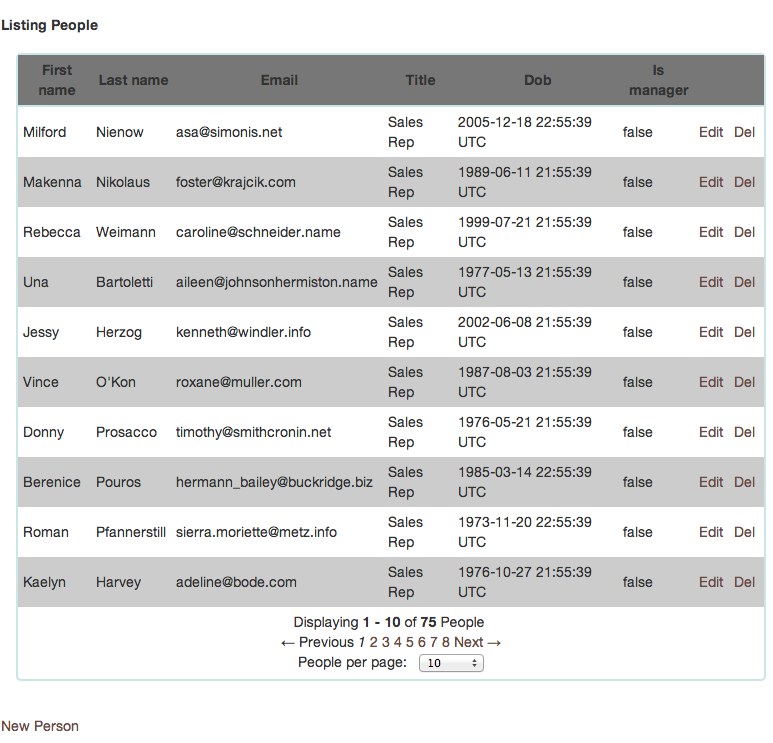 Listing People
First name Last name Email Title Dob Is manager
Milford Nienow asa@simonis.net Sales Rep 2005-12-18 22:55:39 UTC false Edit Del
Makenna Nikolaus foster@krajcik.com Sales Rep 1989-06-11 21:55:39 UTC false Edit Del
Rebecca Weimann caroline@schneider.name Sales Rep 1999-07-21 21:55:39 UTC false Edit Del
Una Bartoletti aileen@johnsonhermiston.name Sales Rep 1977-05-13 21:55:39 UTC false Edit Del
Jessy Herzog kenneth@windler.info Sales Rep 2002-06-08 21:55:39 UTC false Edit Del
Vince O'Kon roxane@muller.com Sales Rep 1987-08-03 21:55:39 UTC false Edit Del
Donny Prosacco timothy@smithcronin.net Sales Rep 1976-05-21 21:55:39 UTC false Edit Del
Berenice Pouros hermann_bailey@buckridge.biz Sales Rep 1985-03-14 22:55:39 UTC false Edit Del
Roman Pfannerstill sierra.moriette@metz.info Sales Rep 1973-11-20 22:55:39 UTC false Edit Del
Kaelyn Harvey adeline@bode.com Sales Rep 1976-10-27 21:55:39 UTC false Edit Del
Displaying 1 - 10 of 75 People
← Previous 1 2 3 4 5 6 7 8 Next →
People per page: 10
New Person